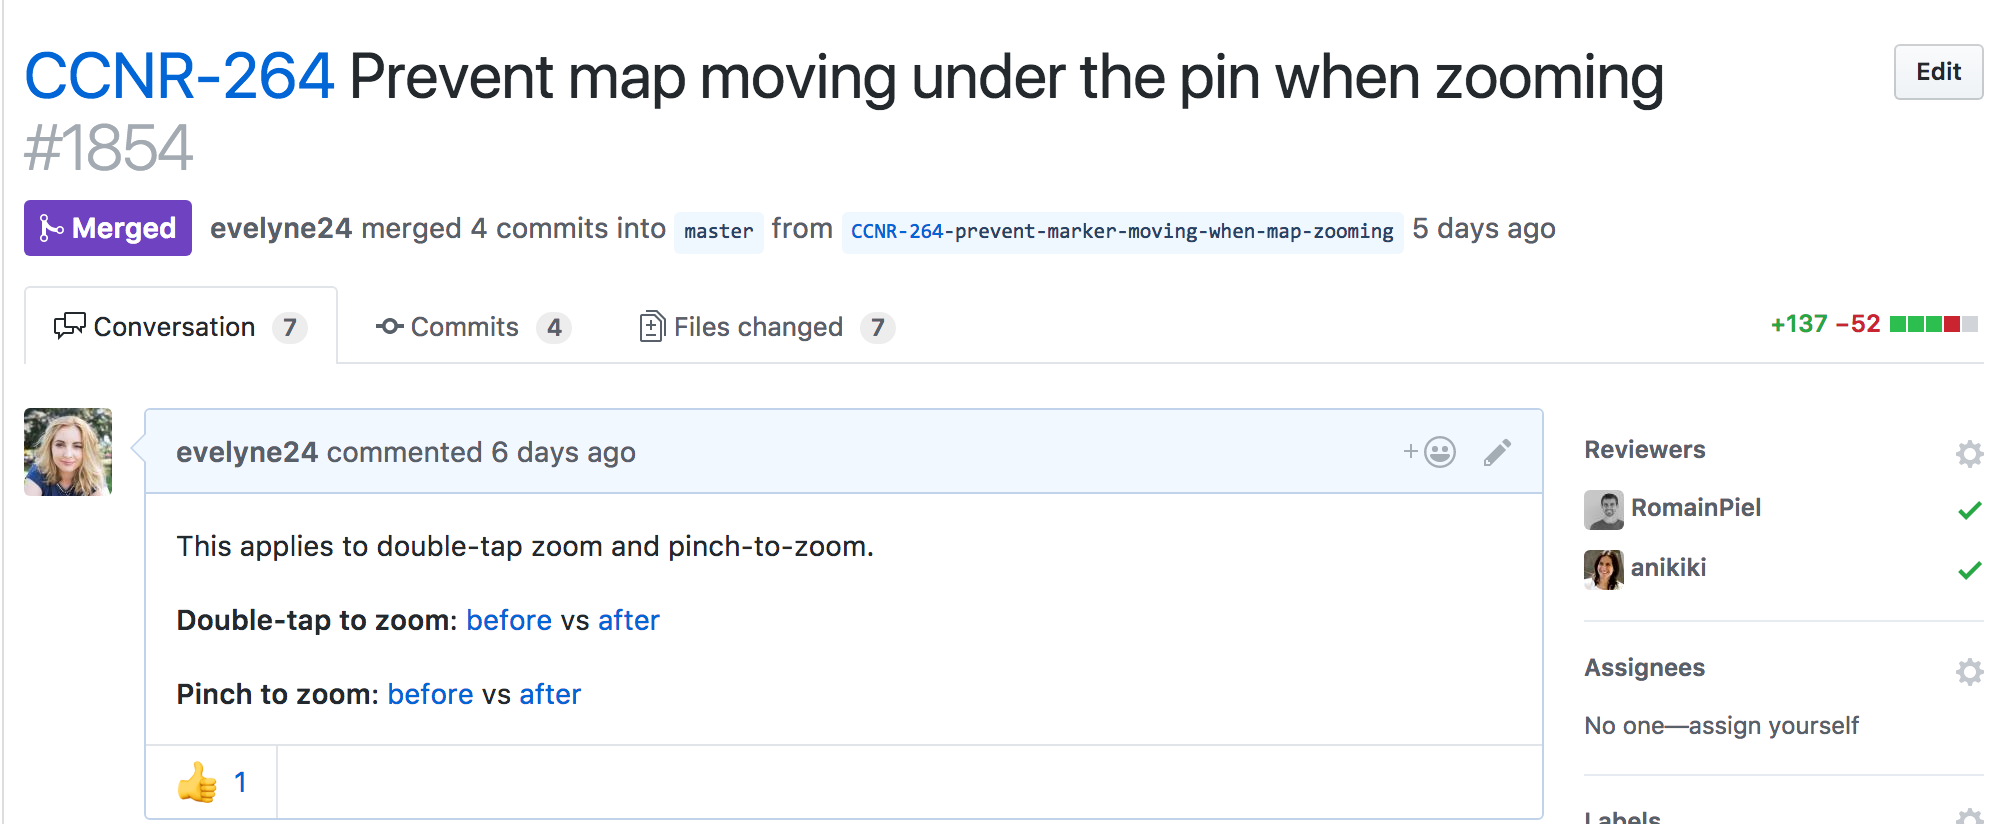 CCNR-264 Prevent map moving under the pin when zooming
#1854
Edit
Merged evelyne24 merged 4 commits into master from CCNR-264-prevent-marker-moving-when-map-zooming 5 days ago
Conversation 7 Commits 4 Files changed 7 +137 −52
evelyne24 commented 6 days ago
This applies to double-tap zoom and pinch-to-zoom.
Double-tap to zoom: before vs after
Pinch to zoom: before vs after
👍 1
Reviewers
RomainPiel
anikiki
Assignees
No one—assign yourself
Labels